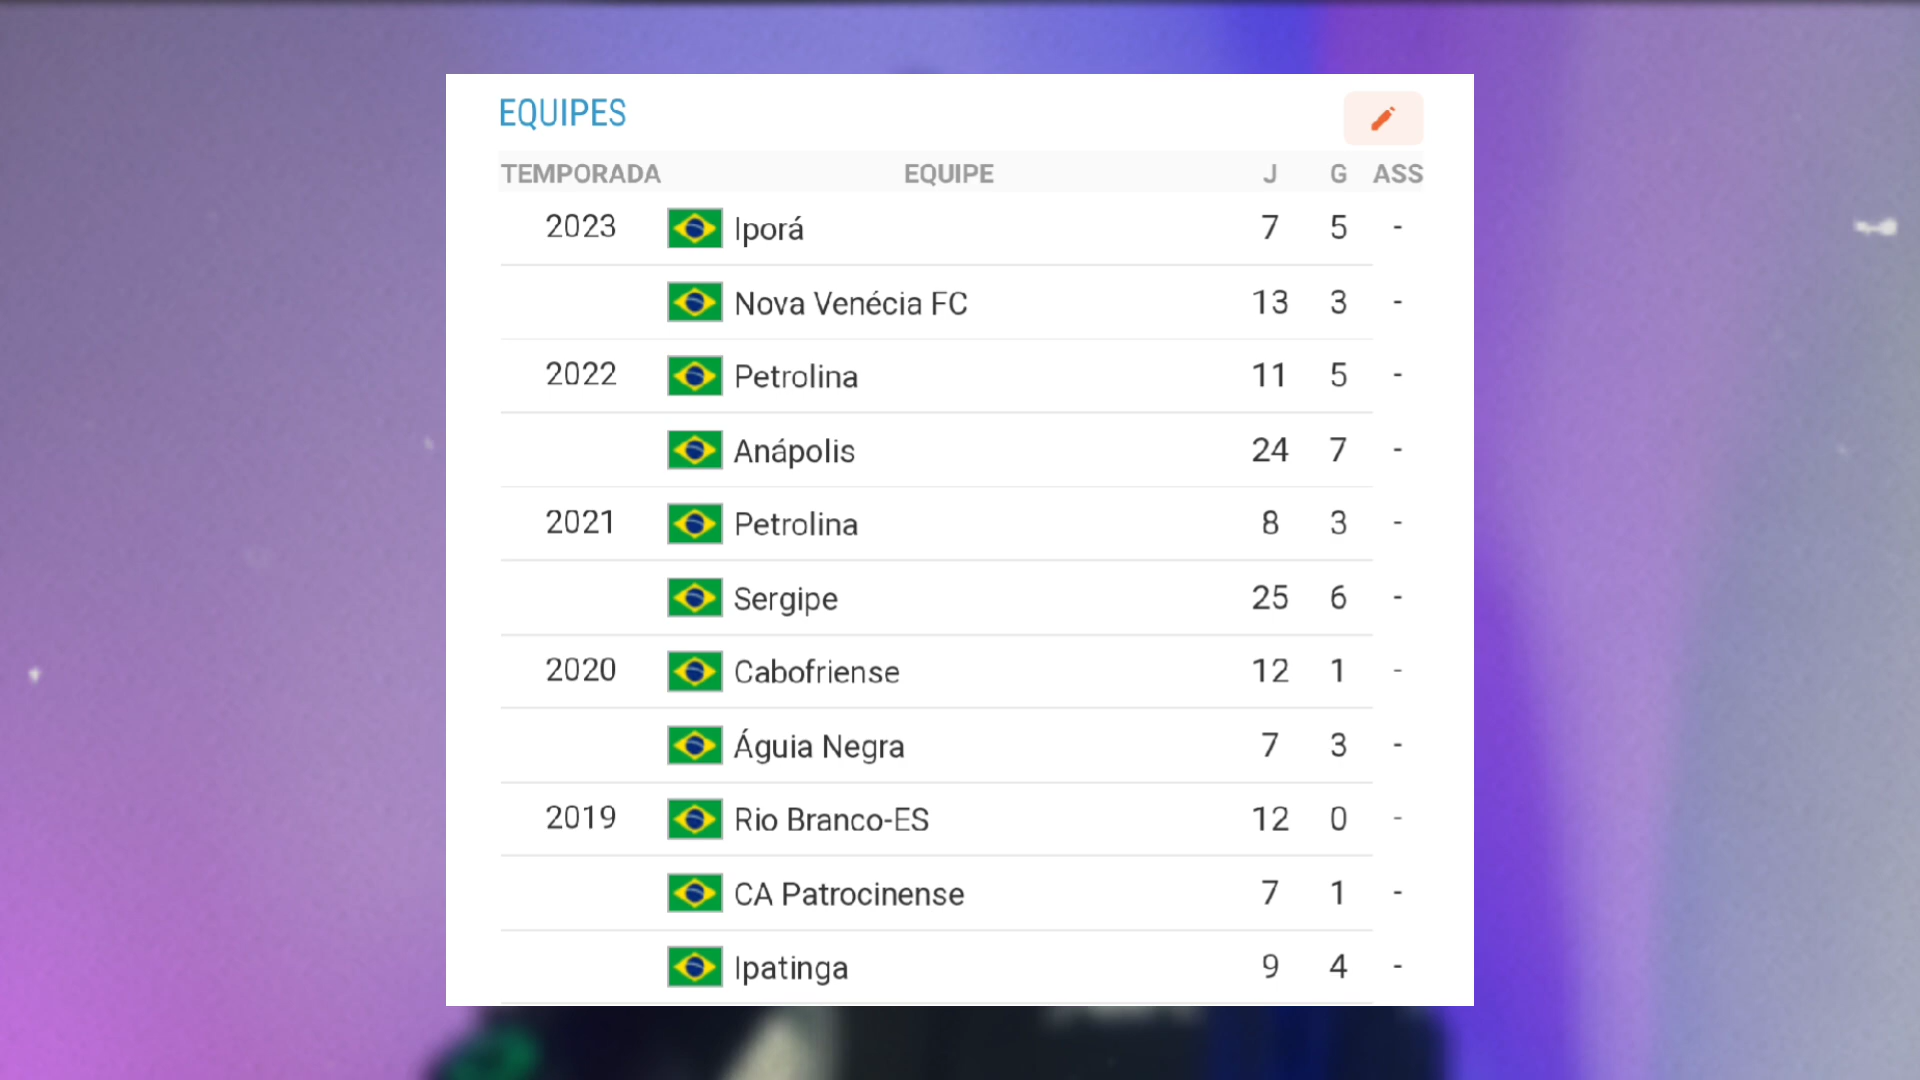 EQUIPES
TEMPORADA EQUIPE J G ASS
2023 Iporá 7 5 -
Nova Venécia FC 13 3 -
2022 Petrolina 11 5 -
Anápolis 24 7 -
2021 Petrolina 8 3 -
Sergipe 25 6 -
2020 Cabofriense 12 1 -
Águia Negra 7 3 -
2019 Rio Branco-ES 12 0 -
CA Patrocinense 7 1 -
Ipatinga 9 4 -